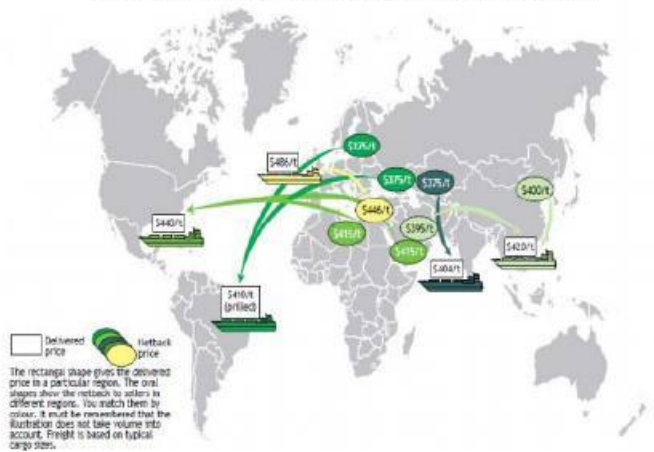 $375/t
$486/t
$375/t
$375/t
$400/t
$446/t
$440/t
$415/t
$395/t
$415/t
$420/t
$404/t
$410/t
(prilled)
Delivered
price
Netback
price
The rectangal shape gives the delivered
price in a particular region. The oval
shapes show the netback to sellers in
different regions. You match them by
colour. It must be remembered that the
illustration does not take volume into
account. Freight is based on typical
cargo sizes.